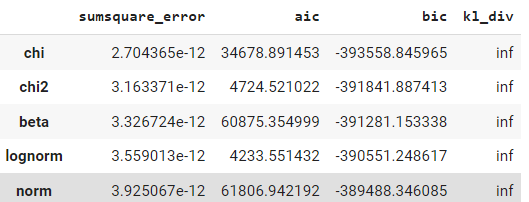 sumsquare_error aic bic kl_div
chi 2.704365e-12 34678.891453 -393558.845965 inf
chi2 3.163371e-12 4724.521022 -391841.887413 inf
beta 3.326724e-12 60875.354999 -391281.153338 inf
lognorm 3.559013e-12 4233.551432 -390551.248617 inf
norm 3.925067e-12 61806.942192 -389488.346085 inf